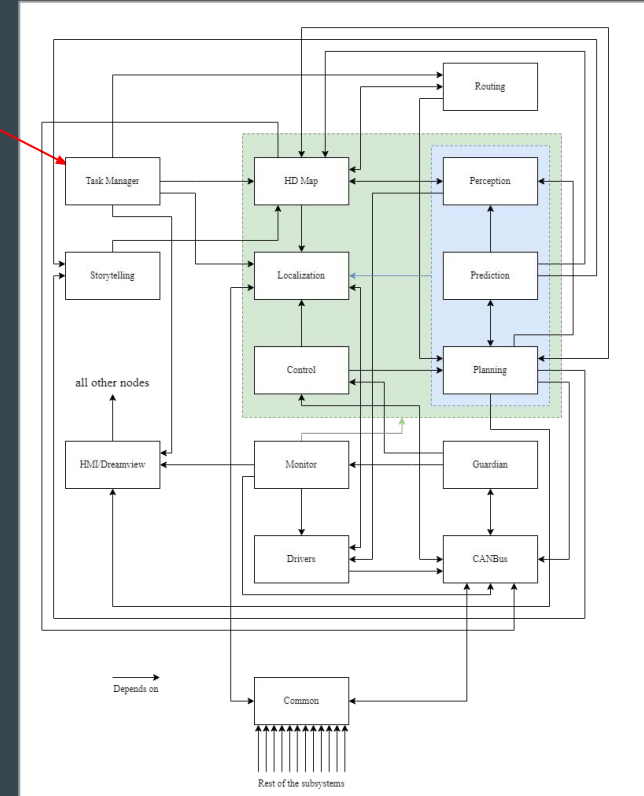 Routing
Task Manager
HD Map
Perception
Storytelling
Localization
Prediction
all other nodes
Control
Planning
HMI/Dreamview
Monitor
Guardian
Drivers
CANBus
Depends on
Common
Rest of the subsystems